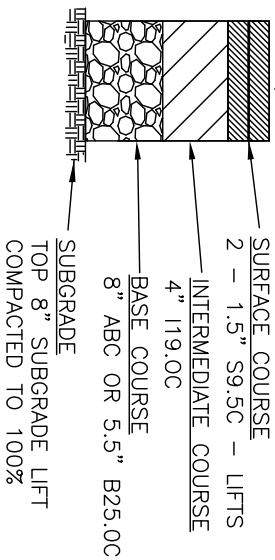 SURFACE COURSE
2 - 1.5" S9.5C - LIFTS
INTERMEDIATE COURSE
4" I19.0C
BASE COURSE
8" ABC OR 5.5" B25.0C
SUBGRADE
TOP 8" SUBGRADE LIFT
COMPACTED TO 100%